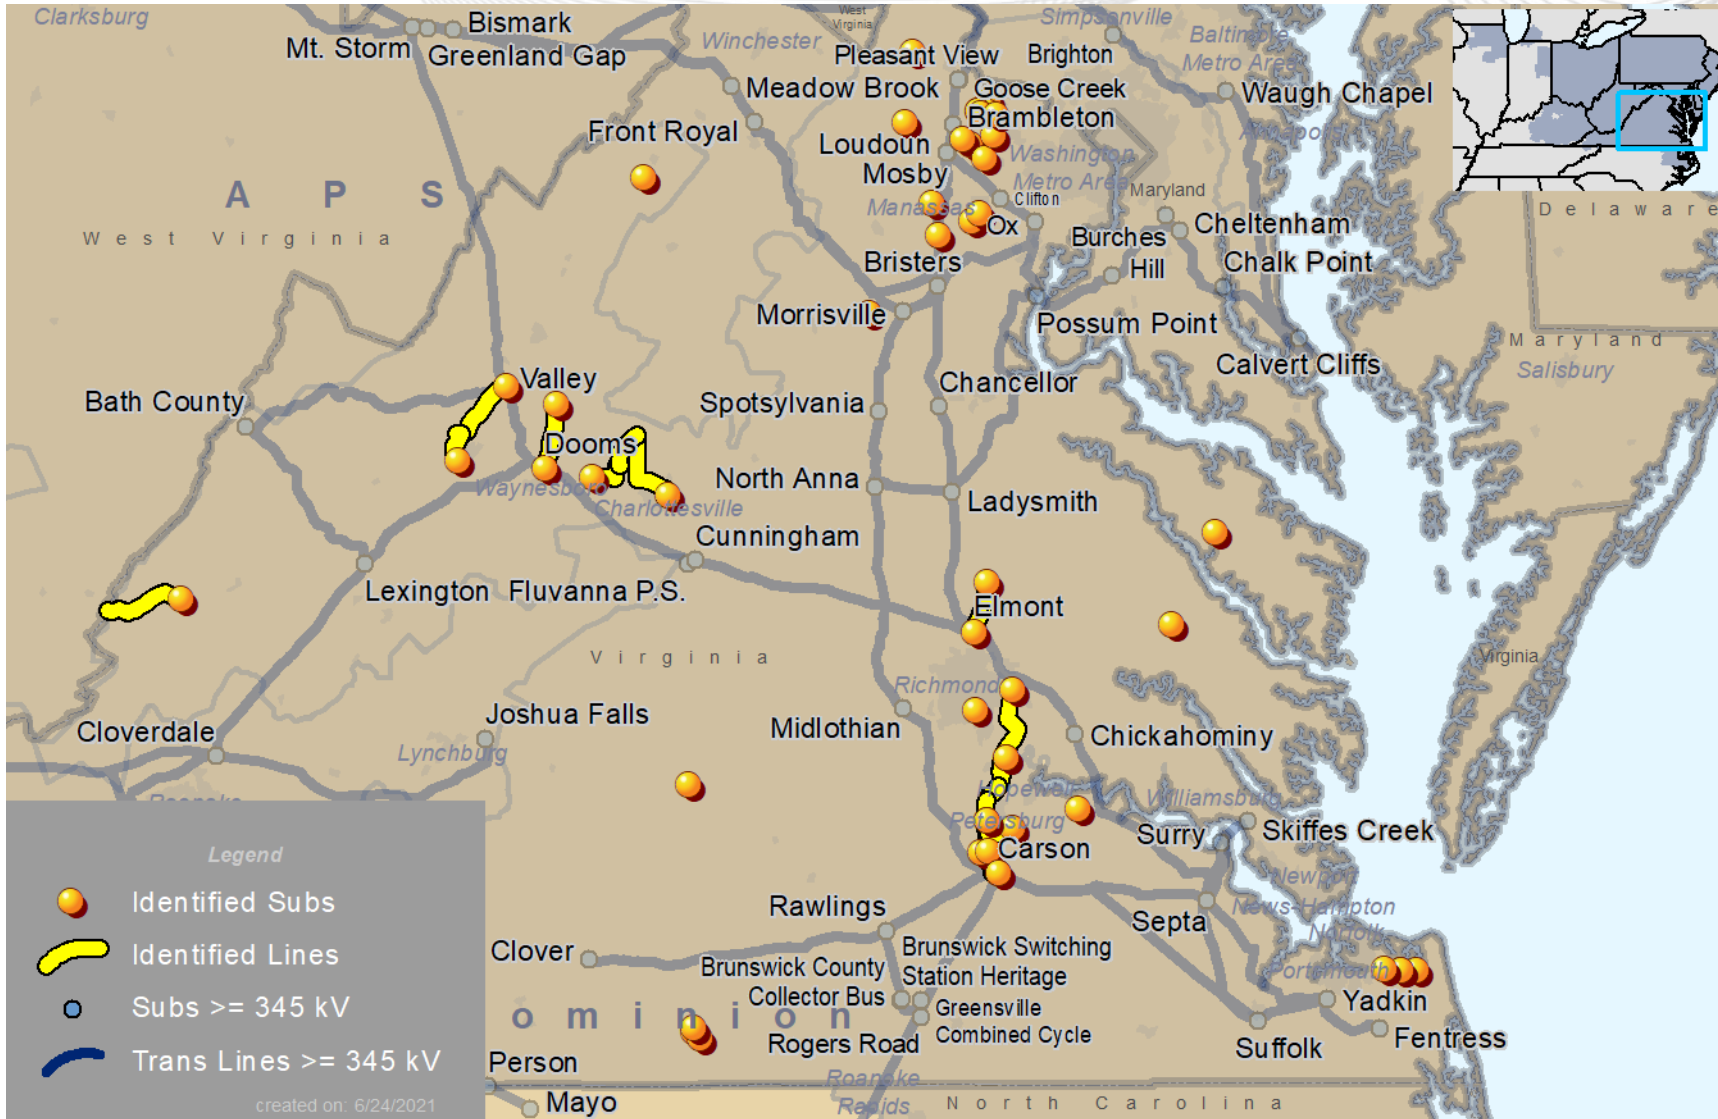 Clarksburg
Bismark
Mt. Storm
Greenland Gap
Winchester
West
Virginia
Simpsonville
Baltimore
Metro Area
Pleasant View
Brighton
Meadow Brook
Goose Creek
Waugh Chapel
Brambleton
Front Royal
Loudoun
Washington
Metro Area
Mosby
Maryland
Manassas
Clifton
Ox
A P S
West Virginia
Delaware
Cheltenham
Burches
Hill
Bristers
Chalk Point
Morrisville
Possum Point
Maryland
Salisbury
Calvert Cliffs
Valley
Chancellor
Bath County
Spotsylvania
Dooms
North Anna
Waynesboro
Charlottesville
Ladysmith
Cunningham
Lexington
Fluvanna P.S.
Elmont
Virginia
Virginia
Richmond
Joshua Falls
Midlothian
Cloverdale
Lynchburg
Chickahominy
Hopewell
Williamsburg
Roanoke
Petersburg
Surry
Skiffes Creek
Carson
Newport
News-Hampton
Norfolk
Portsmouth
Rawlings
Septa
Clover
Brunswick Switching
Station Heritage
Brunswick County
Collector Bus
Yadkin
Greensville
Combined Cycle
ominion
Rogers Road
Suffolk
Fentress
Person
Roanoke
Rapids
Mayo
North Carolina
Legend
Identified Subs
Identified Lines
Subs >= 345 kV
Trans Lines >= 345 kV
created on: 6/24/2021